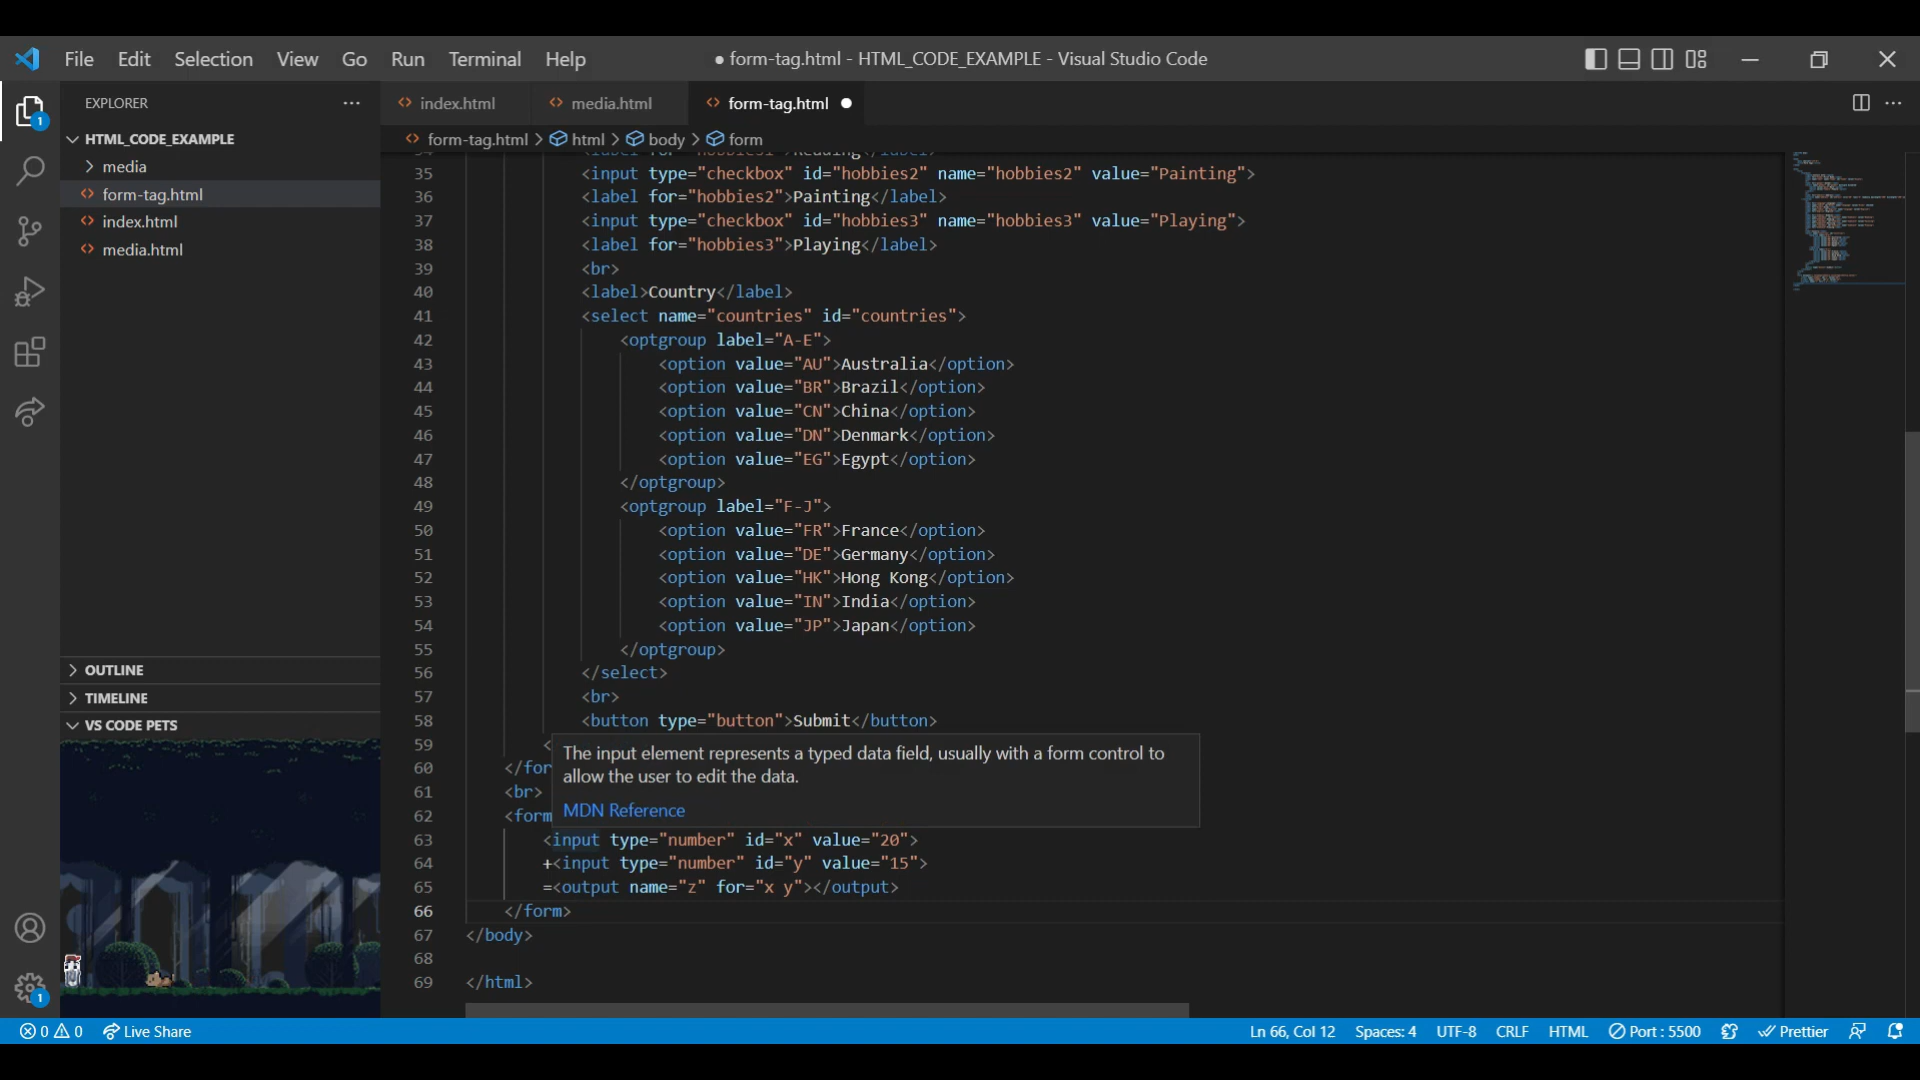 File Edit Selection View Go Run Terminal Help
● form-tag.html - HTML_CODE_EXAMPLE - Visual Studio Code
EXPLORER
index.html
media.html
form-tag.html
form-tag.html > html > body > form
HTML_CODE_EXAMPLE
media
form-tag.html
index.html
media.html
OUTLINE
TIMELINE
VS CODE PETS
35 <input type="checkbox" id="hobbies2" name="hobbies2" value="Painting">
36 <label for="hobbies2">Painting</label>
37 <input type="checkbox" id="hobbies3" name="hobbies3" value="Playing">
38 <label for="hobbies3">Playing</label>
39 <br>
40 <label>Country</label>
41 <select name="countries" id="countries">
42 <optgroup label="A-E">
43 <option value="AU">Australia</option>
44 <option value="BR">Brazil</option>
45 <option value="CN">China</option>
46 <option value="DN">Denmark</option>
47 <option value="EG">Egypt</option>
48 </optgroup>
49 <optgroup label="F-J">
50 <option value="FR">France</option>
51 <option value="DE">Germany</option>
52 <option value="HK">Hong Kong</option>
53 <option value="IN">India</option>
54 <option value="JP">Japan</option>
55 </optgroup>
56 </select>
57 <br>
58 <button type="button">Submit</button>
59 <
60 </for
61 <br>
62 <form
The input element represents a typed data field, usually with a form control to
allow the user to edit the data.
MDN Reference
63 <input type="number" id="x" value="20">
64 +<input type="number" id="y" value="15">
65 =<output name="z" for="x y"></output>
66 </form>
67 </body>
68
69 </html>
1
1
0 0 Live Share
Ln 66, Col 12 Spaces: 4 UTF-8 CRLF HTML Port : 5500 Prettier